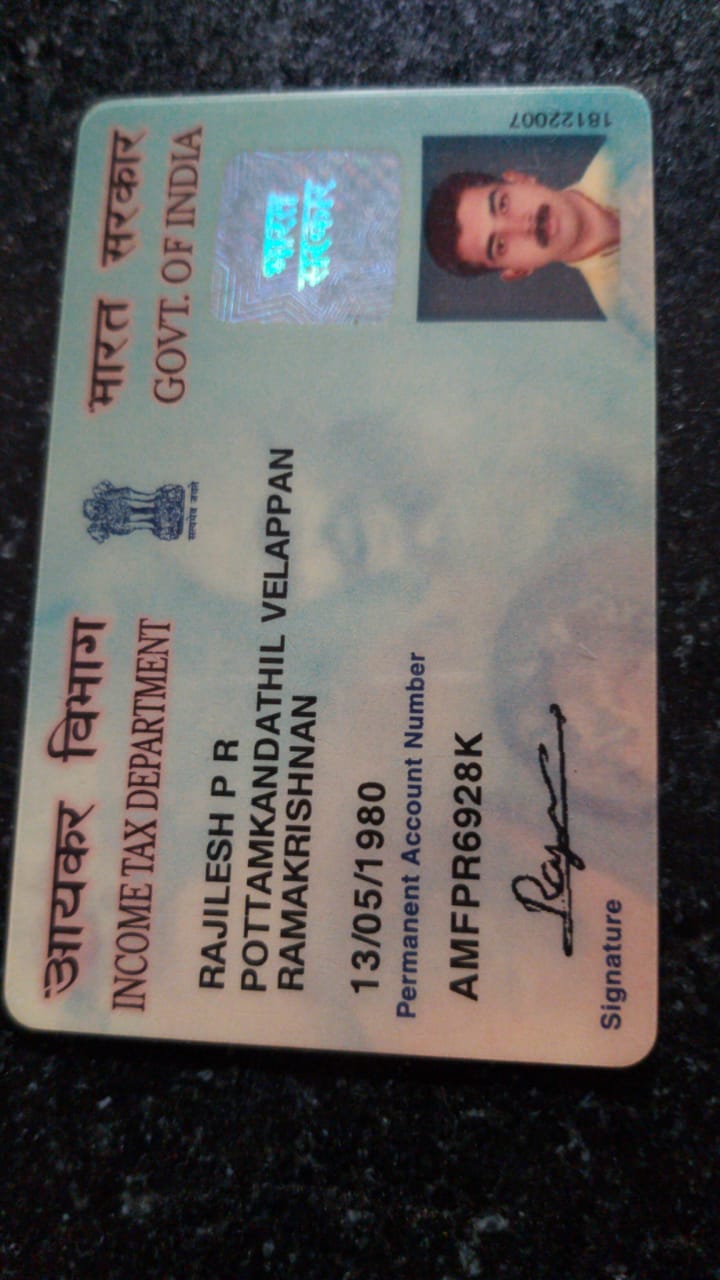 आयकर विभाग
INCOME TAX DEPARTMENT
सत्यमेव जयते
भारत सरकार
GOVT. OF INDIA
RAJILESH P R
POTTAMKANDATHIL VELAPPAN
RAMAKRISHNAN
13/05/1980
Permanent Account Number
AMFPR6928K
Signature
भारत
सरकार
18122007